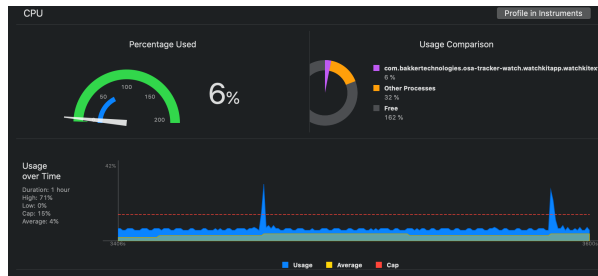 CPU
Profile in Instruments
Percentage Used
50
100
150
200
6%
Usage Comparison
com.bakkertechnologies.osa-tracker-watch.watchkitapp.watchkitex
6 %
Other Processes
32 %
Free
162 %
Usage
over Time
Duration: 1 hour
High: 71%
Low: 0%
Cap: 15%
Average: 4%
42%
3408s
3600s
Usage
Average
Cap